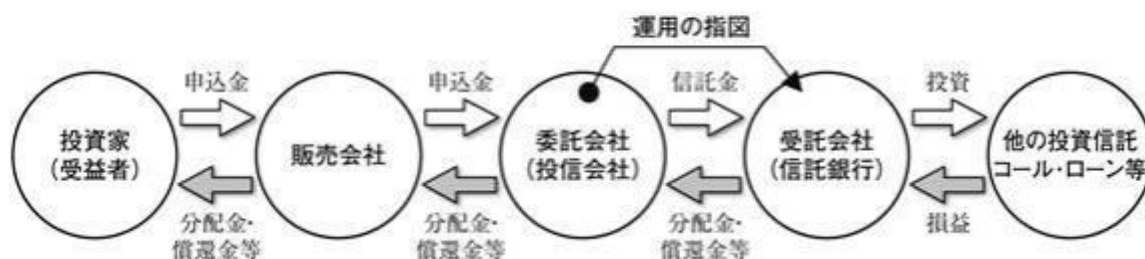 運用の指図
申込金
申込金
信託金
投資
投資家
(受益者)
販売会社
委託会社
(投信会社)
受託会社
(信託銀行)
他の投資信託
コール・ローン等
分配金・
償還金等
分配金・
償還金等
分配金・
償還金等
損益